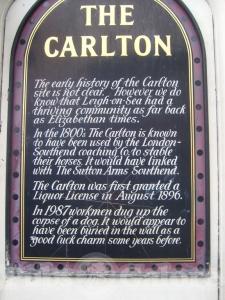 THE
CARLTON
The early history of the Carlton
site is not clear. However we do
know that Leigh-on-Sea had a
thriving community as far back
as Elizabethan times.
In the 1800s The Carlton is known
to have been used by the London-
Southend coaching co. to stable
their horses. It would have linked
with The Sutton Arms Southend.
The Carlton was first granted a
Liquor License in August 1896.
In 1987 workmen dug up the
corpse of a dog. It would appear to
have been buried in the wall as a
good luck charm some years before.